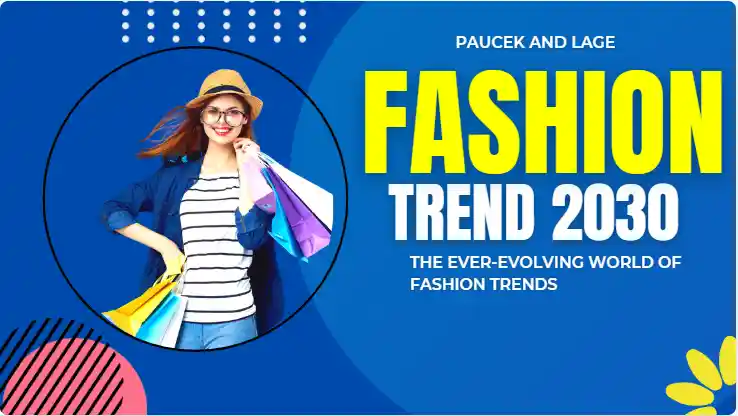 PAUCEK AND LAGE
FASHION
TREND 2030
THE EVER-EVOLVING WORLD OF
FASHION TRENDS